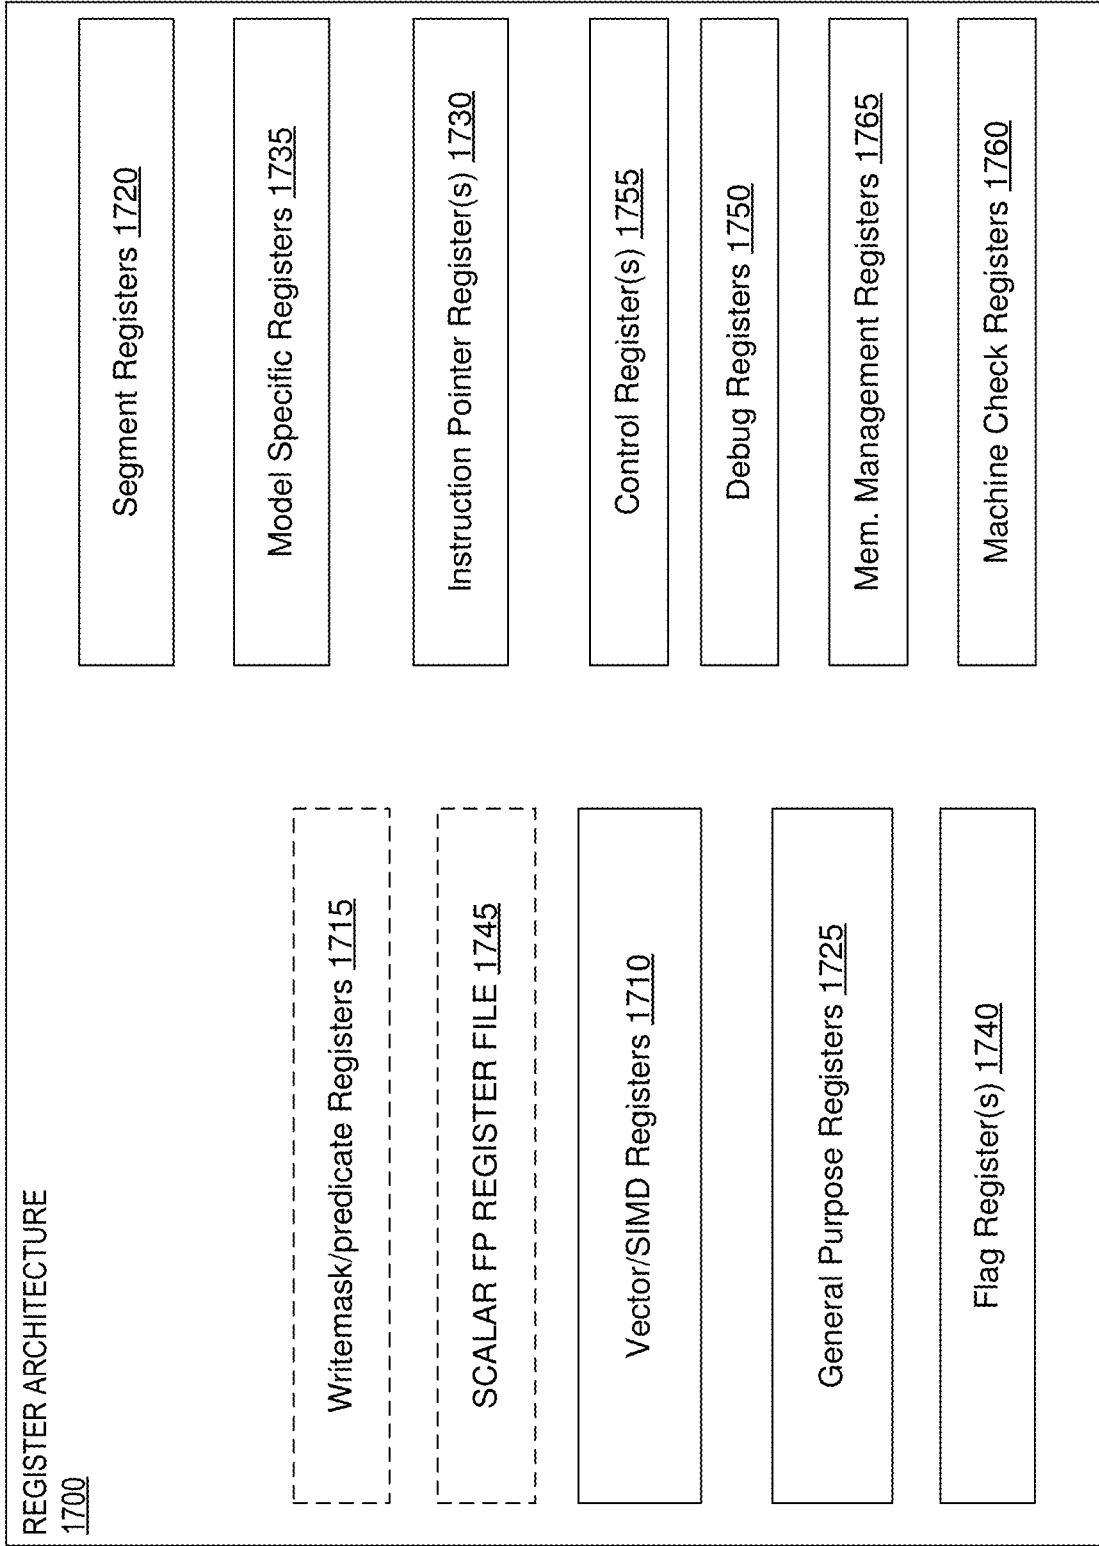 REGISTER ARCHITECTURE
1700
Writemask/predicate Registers 1715
SCALAR FP REGISTER FILE 1745
Vector/SIMD Registers 1710
General Purpose Registers 1725
Flag Register(s) 1740
Segment Registers 1720
Model Specific Registers 1735
Instruction Pointer Register(s) 1730
Control Register(s) 1755
Debug Registers 1750
Mem. Management Registers 1765
Machine Check Registers 1760